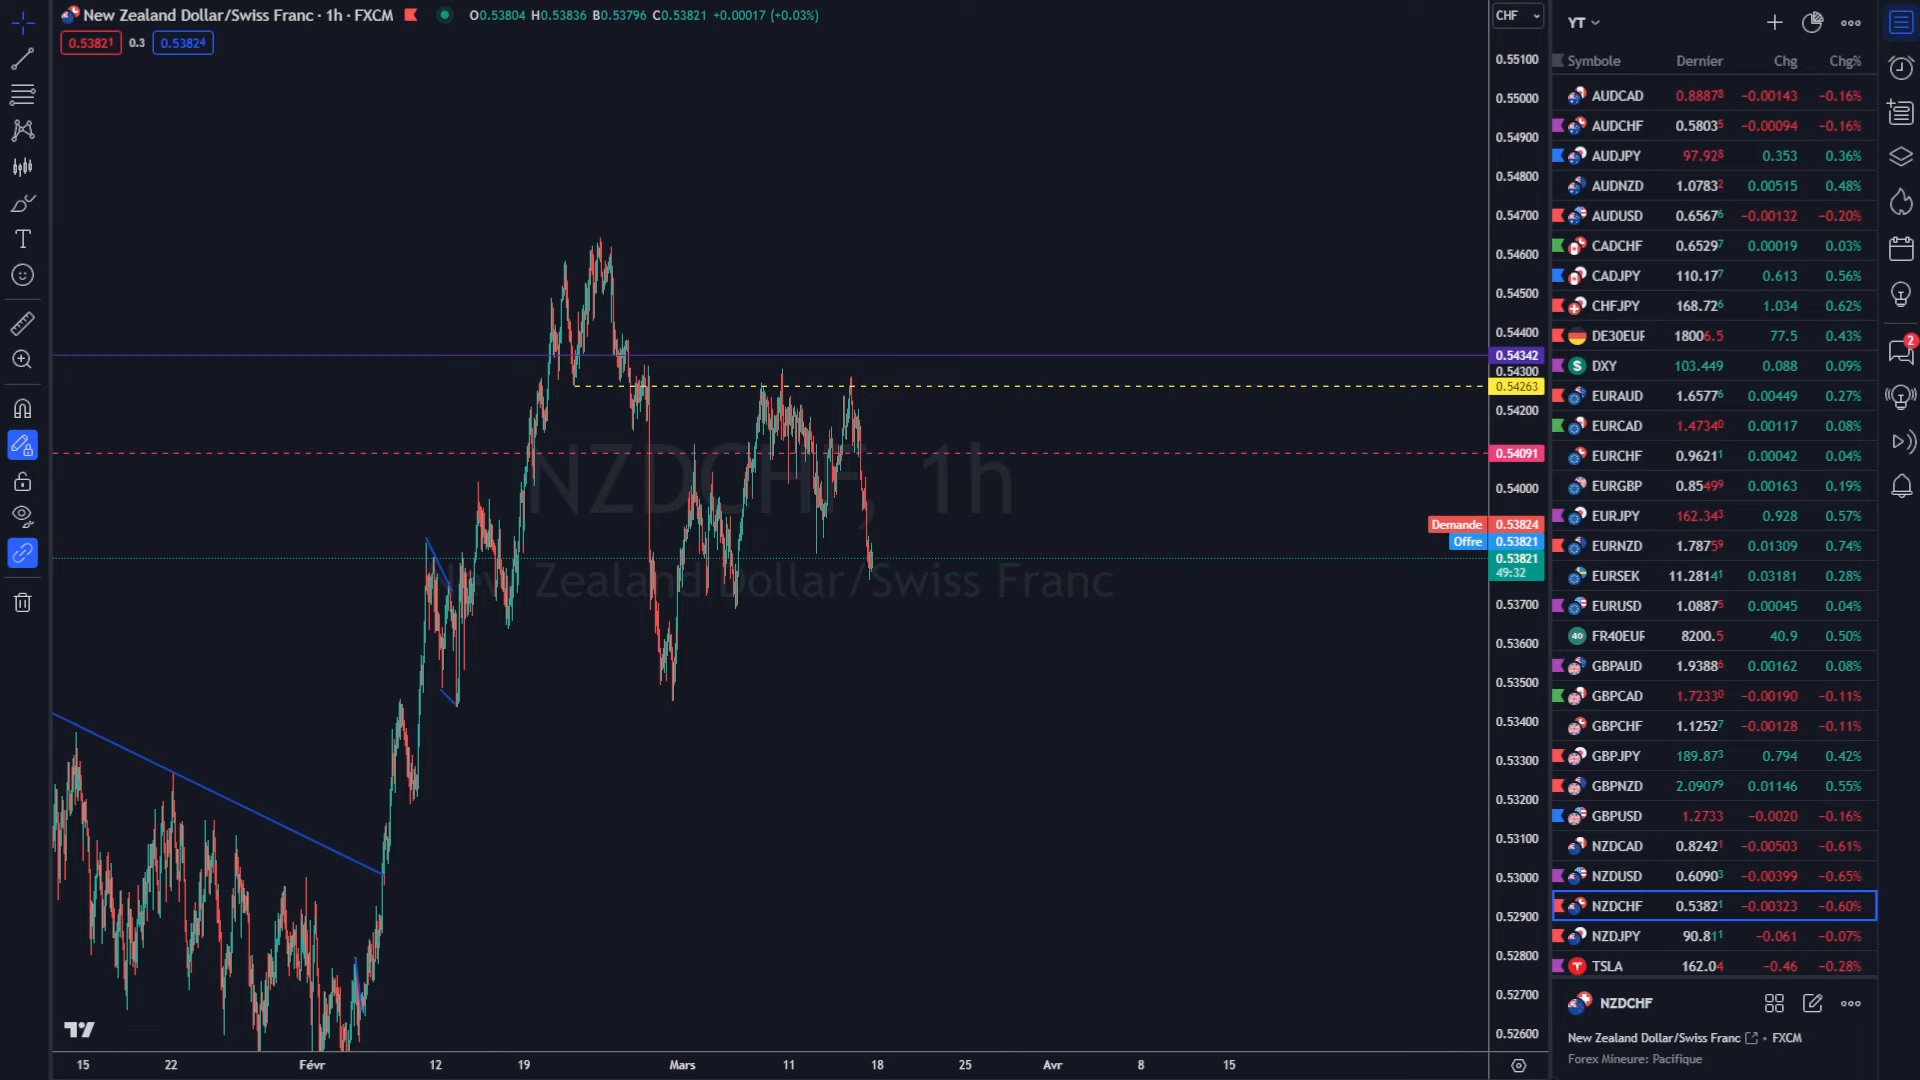 New Zealand Dollar/Swiss Franc · 1h · FXCM O0.53804 H0.53836 B0.53796 C0.53821 +0.00017 (+0.03%)
0.53821 0.3 0.53824
NZDCHF, 1h
New Zealand Dollar/Swiss Franc
CHF
0.55100
0.55000
0.54900
0.54800
0.54700
0.54600
0.54500
0.54400
0.54342
0.54300
0.54263
0.54200
0.54091
0.54000
Demande 0.53824
Offre 0.53821
0.53821
49:32
0.53700
0.53600
0.53500
0.53400
0.53300
0.53200
0.53100
0.53000
0.52900
0.52800
0.52700
0.52600
15 22 Févr 12 19 Mars 11 18 25 Avr 8 15
YT
Symbole Dernier Chg Chg%
AUDCAD 0.88878 −0.00143 −0.16%
AUDCHF 0.58035 −0.00094 −0.16%
AUDJPY 97.928 0.353 0.36%
AUDNZD 1.07832 0.00515 0.48%
AUDUSD 0.65676 −0.00132 −0.20%
CADCHF 0.65297 0.00019 0.03%
CADJPY 110.177 0.613 0.56%
CHFJPY 168.726 1.034 0.62%
DE30EUR 18006.5 77.5 0.43%
DXY 103.449 0.088 0.09%
EURAUD 1.65776 0.00449 0.27%
EURCAD 1.47340 0.00117 0.08%
EURCHF 0.96211 0.00042 0.04%
EURGBP 0.85499 0.00163 0.19%
EURJPY 162.343 0.928 0.57%
EURNZD 1.78759 0.01309 0.74%
EURSEK 11.28141 0.03181 0.28%
EURUSD 1.08875 0.00045 0.04%
40 FR40EUR 8200.5 40.9 0.50%
GBPAUD 1.93886 0.00162 0.08%
GBPCAD 1.72330 −0.00190 −0.11%
GBPCHF 1.12527 −0.00128 −0.11%
GBPJPY 189.873 0.794 0.42%
GBPNZD 2.09079 0.01146 0.55%
GBPUSD 1.2733 −0.0020 −0.16%
NZDCAD 0.82421 −0.00503 −0.61%
NZDUSD 0.60903 −0.00399 −0.65%
NZDCHF 0.53821 −0.00323 −0.60%
NZDJPY 90.811 −0.061 −0.07%
TSLA 162.04 −0.46 −0.28%
NZDCHF
New Zealand Dollar/Swiss Franc • FXCM
Forex Mineure: Pacifique
2